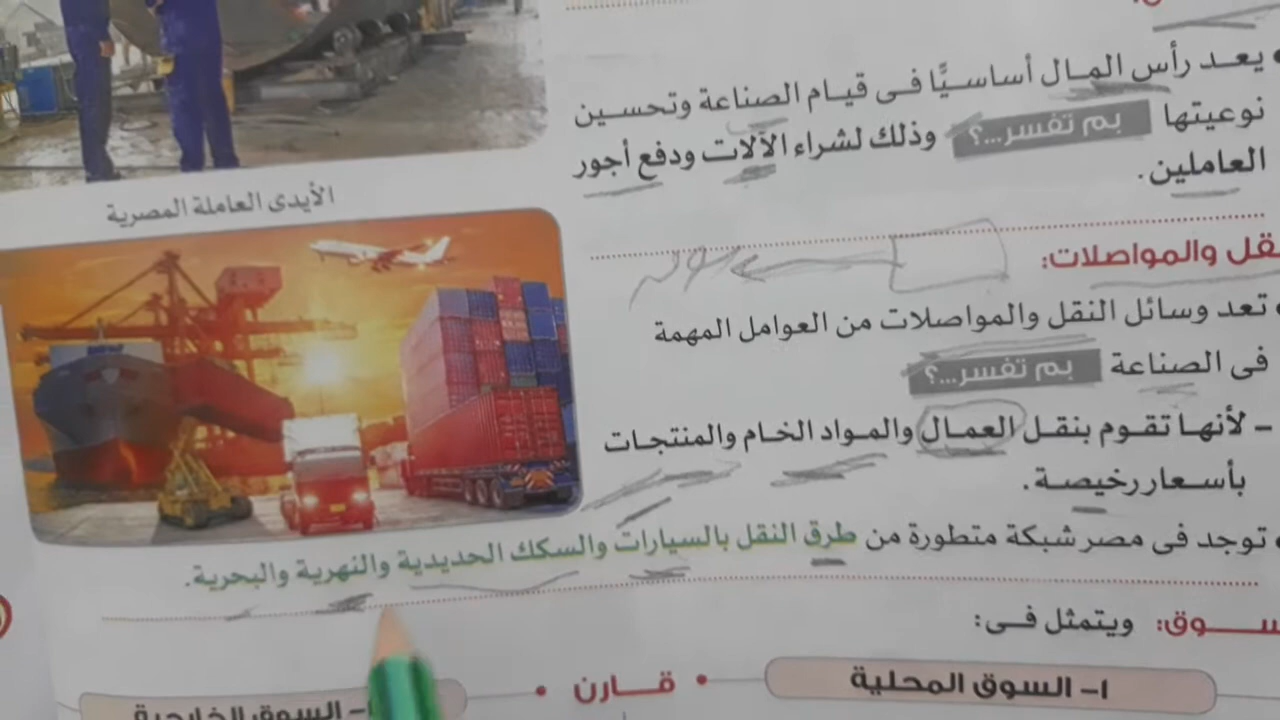 يعد رأس المال أساسيًّا فى قيام الصناعة وتحسين
نوعيتها بم تفسر...؟ وذلك لشراء الآلات ودفع أجور
العاملين.
الأيدى العاملة المصرية
نقل والمواصلات:
تعد وسائل النقل والمواصلات من العوامل المهمة
فى الصناعة بم تفسر...؟
– لأنها تقوم بنقل العمال والمواد الخام والمنتجات
بأسعار رخيصة.
توجد فى مصر شبكة متطورة من طرق النقل بالسيارات والسكك الحديدية والنهرية والبحرية.
سوق: ويتمثل فى:
١- السوق المحلية
• قارن •
- السوق الخارجية